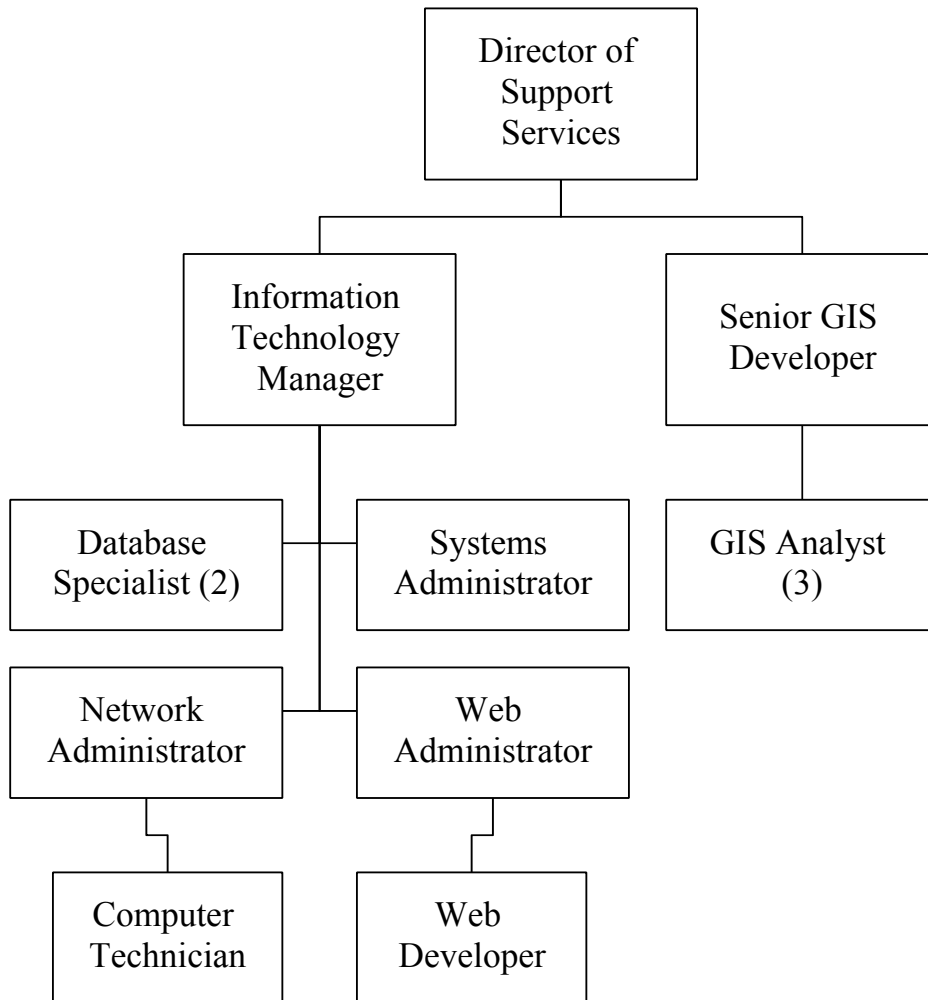 Director of
Support
Services
Information
Technology
Manager
Senior GIS
Developer
Database
Specialist (2)
Systems
Administrator
GIS Analyst
(3)
Network
Administrator
Web
Administrator
Computer
Technician
Web
Developer